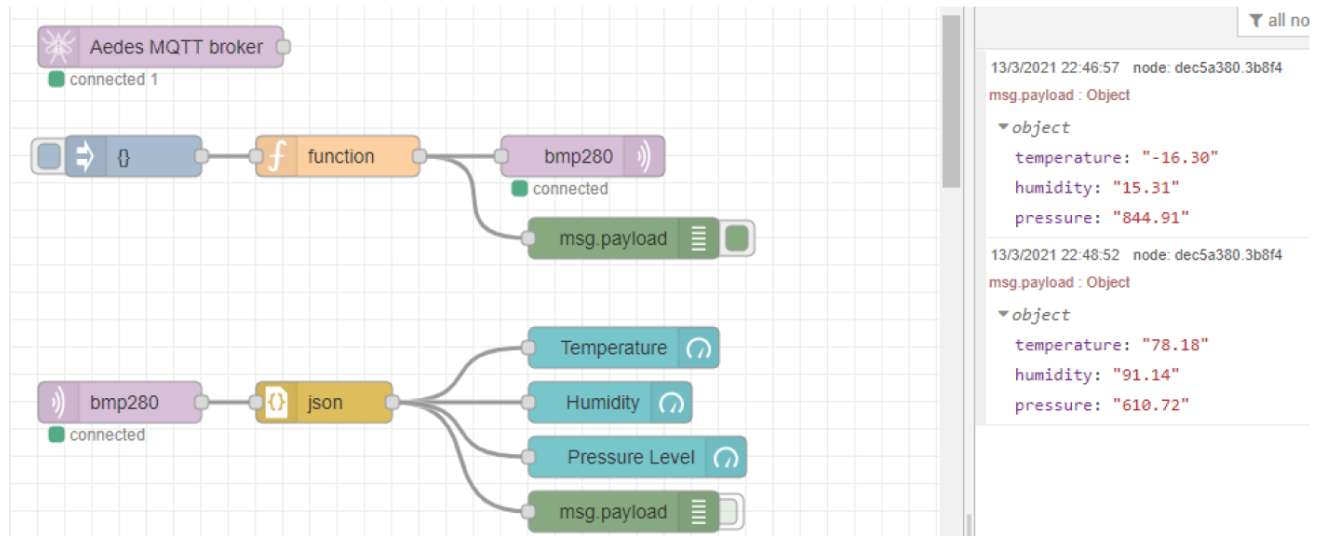 Aedes MQTT broker
connected 1
{}
function
bmp280
connected
msg.payload
Temperature
bmp280
json
Humidity
connected
Pressure Level
msg.payload
all no
13/3/2021 22:46:57 node: dec5a380.3b8f4
msg.payload : Object
object
temperature: "-16.30"
humidity: "15.31"
pressure: "844.91"
13/3/2021 22:48:52 node: dec5a380.3b8f4
msg.payload : Object
object
temperature: "78.18"
humidity: "91.14"
pressure: "610.72"